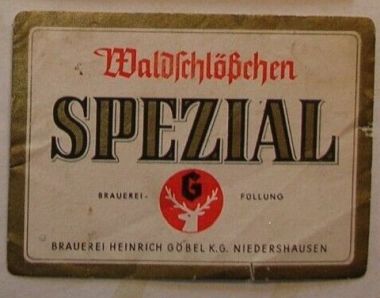 Waldschlößchen
SPEZIAL
BRAUEREI- G FÜLLUNG
BRAUEREI HEINRICH GÖBEL K.G. NIEDERSHAUSEN